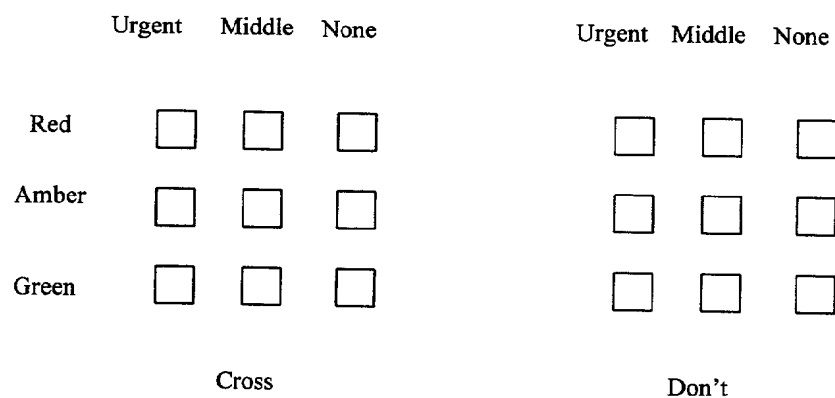 Urgent Middle None Urgent Middle None
Red
Amber
Green
Cross Don't